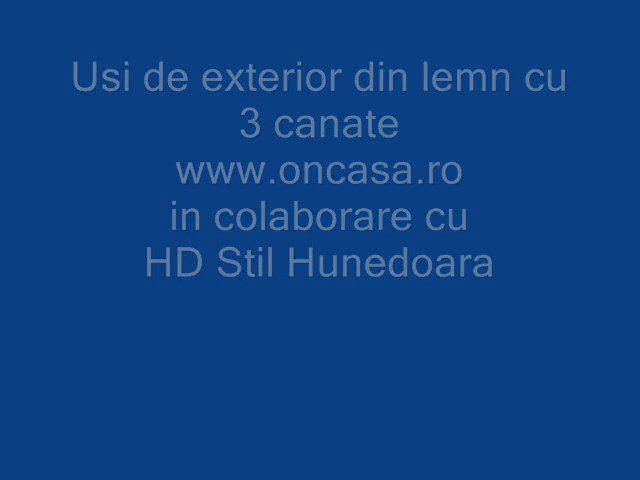 Usi de exterior din lemn cu
3 canate
www.oncasa.ro
in colaborare cu
HD Stil Hunedoara